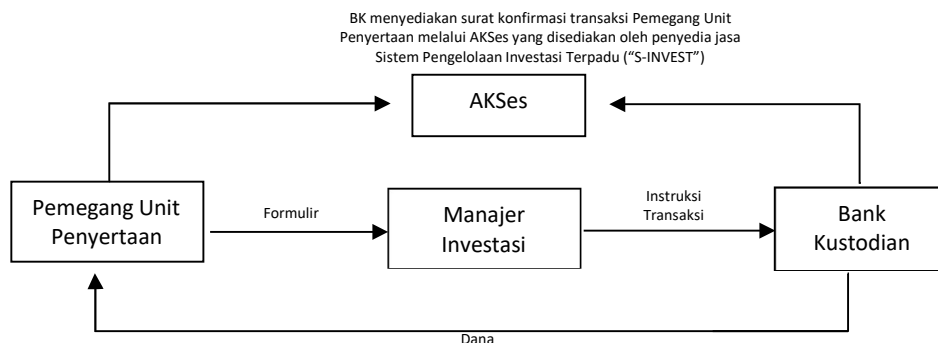 BK menyediakan surat konfirmasi transaksi Pemegang Unit
Penyertaan melalui AKSes yang disediakan oleh penyedia jasa
Sistem Pengelolaan Investasi Terpadu (“S-INVEST”)
AKSes
Pemegang Unit
Penyertaan
Formulir
Manajer
Investasi
Instruksi
Transaksi
Bank
Kustodian
Dana